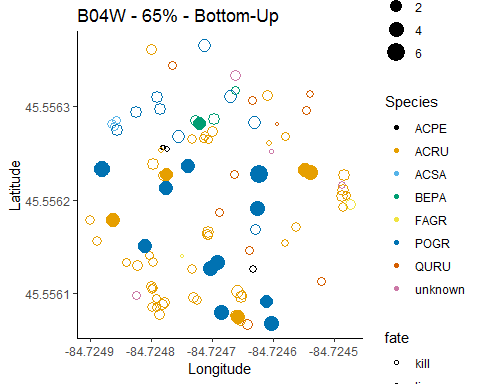 B04W - 65% - Bottom-Up
2
4
6
45.5563
45.5562
45.5561
Latitude
-84.7249 -84.7248 -84.7247 -84.7246 -84.7245
Longitude
Species
ACPE
ACRU
ACSA
BEPA
FAGR
POGR
QURU
unknown
fate
kill